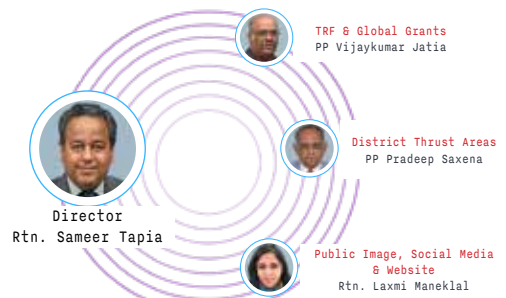 TRF & Global Grants
PP Vijaykumar Jatia
District Thrust Areas
PP Pradeep Saxena
Director
Rtn. Sameer Tapia
Public Image, Social Media
& Website
Rtn. Laxmi Maneklal